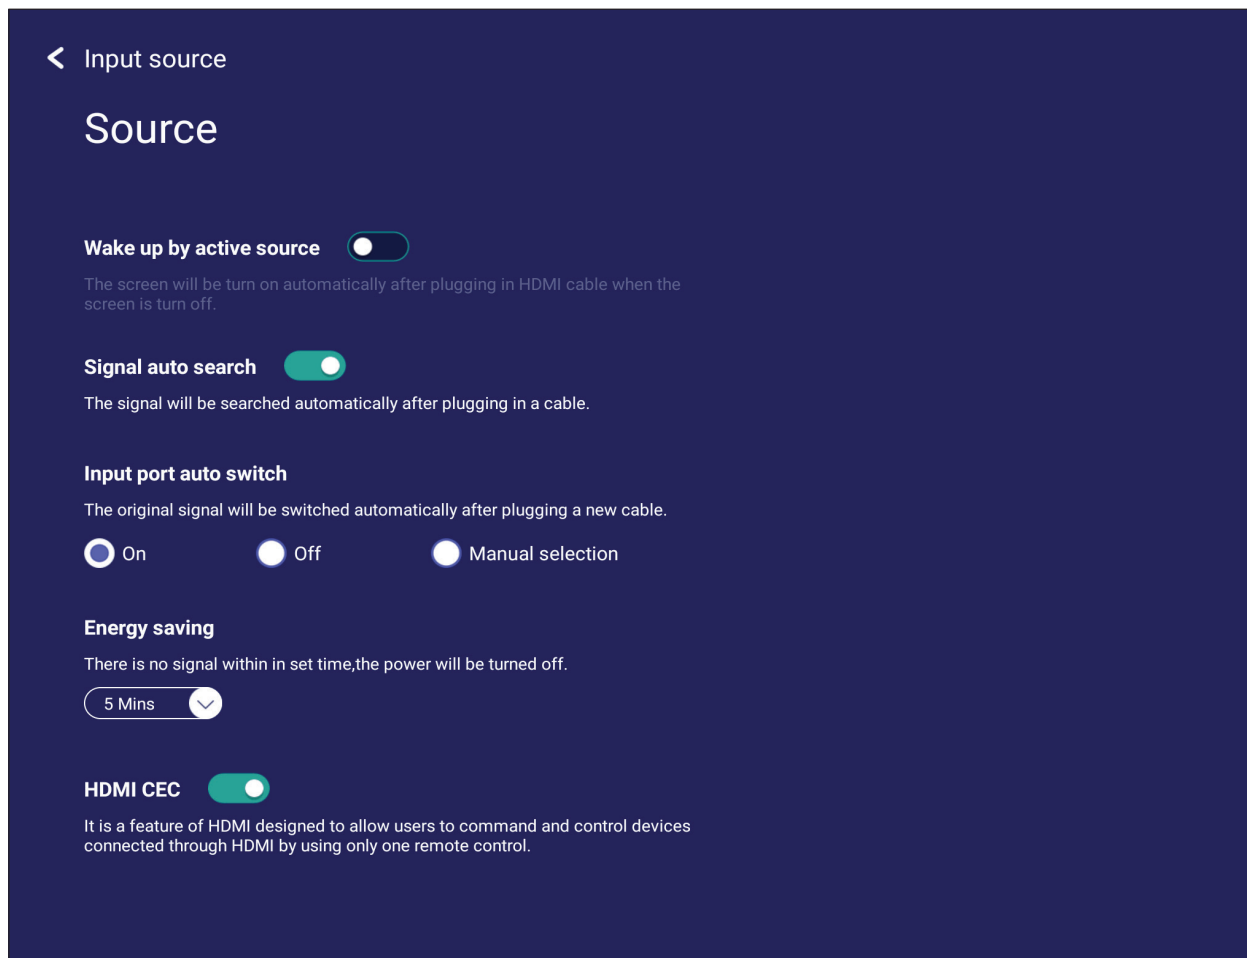 Input source
Source
Wake up by active source
The screen will be turn on automatically after plugging in HDMI cable when the
screen is turn off.
Signal auto search
The signal will be searched automatically after plugging in a cable.
Input port auto switch
The original signal will be switched automatically after plugging a new cable.
On Off Manual selection
Energy saving
There is no signal within in set time,the power will be turned off.
5 Mins
HDMI CEC
It is a feature of HDMI designed to allow users to command and control devices
connected through HDMI by using only one remote control.